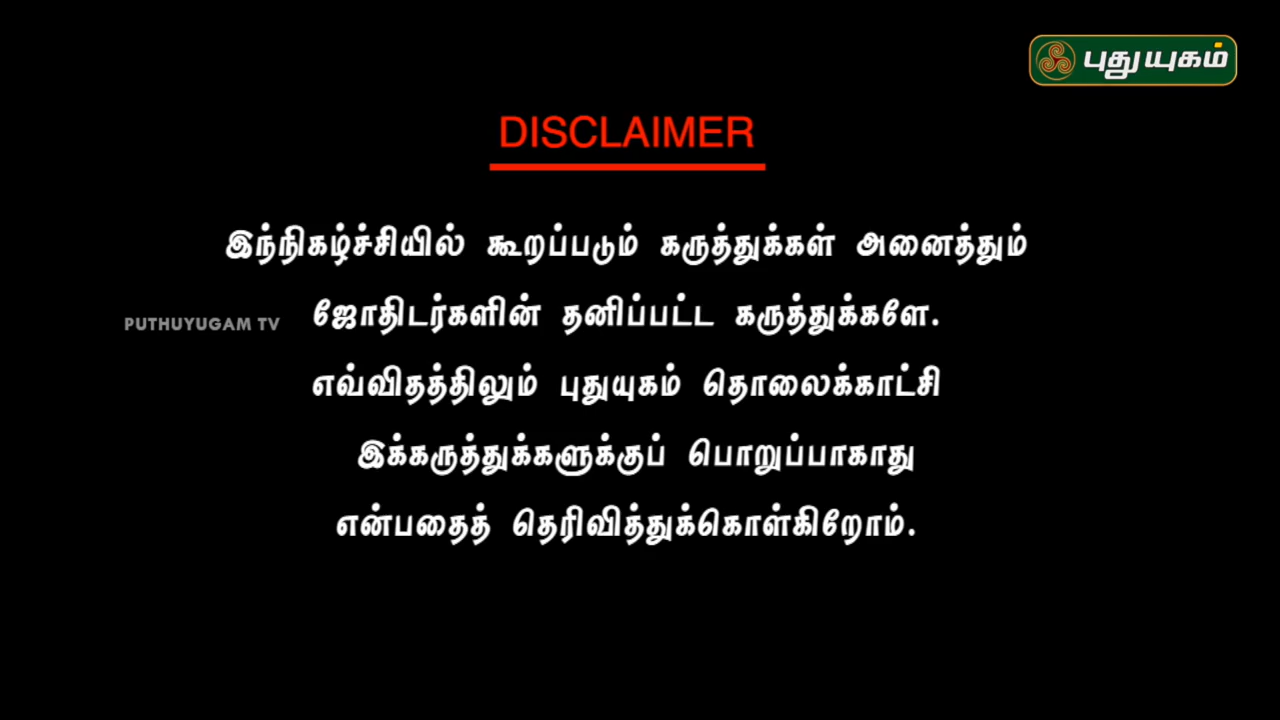 புதுயுகம்
DISCLAIMER
இந்நிகழ்ச்சியில் கூறப்படும் கருத்துக்கள் அனைத்தும்
PUTHUYUGAM TV
ஜோதிடர்களின் தனிப்பட்ட கருத்துக்களே.
எவ்விதத்திலும் புதுயுகம் தொலைக்காட்சி
இக்கருத்துக்களுக்குப் பொறுப்பாகாது
என்பதைத் தெரிவித்துக்கொள்கிறோம்.